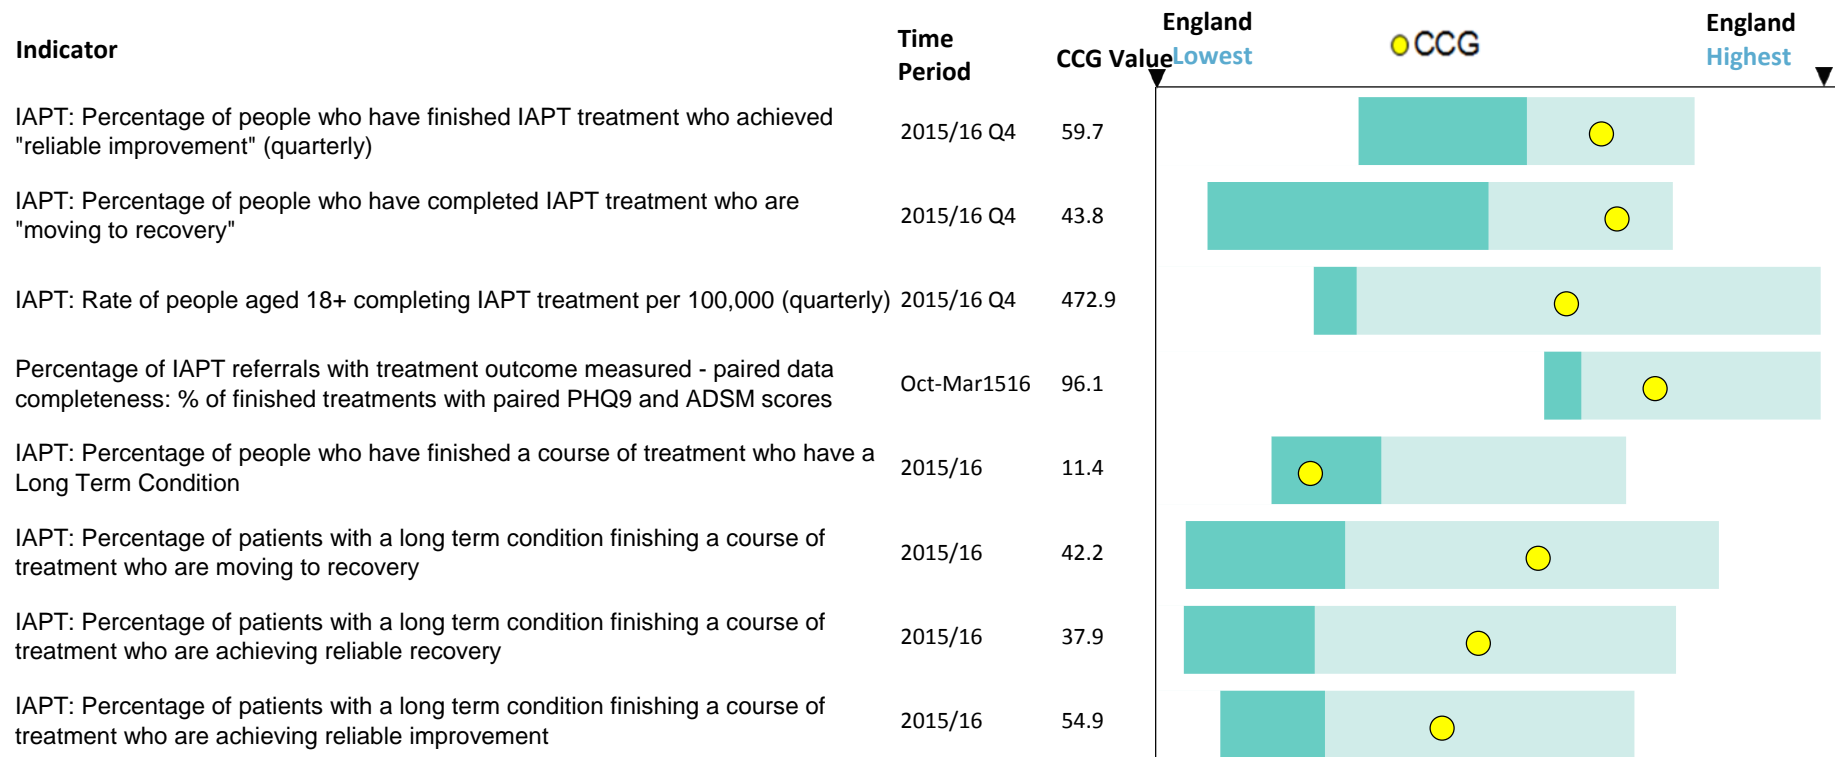 Indicator
Time
Period
CCG Value
England
Lowest
CCG
England
Highest
IAPT: Percentage of people who have finished IAPT treatment who achieved
"reliable improvement" (quarterly)
2015/16 Q4
59.7
IAPT: Percentage of people who have completed IAPT treatment who are
"moving to recovery"
2015/16 Q4
43.8
IAPT: Rate of people aged 18+ completing IAPT treatment per 100,000 (quarterly)
2015/16 Q4
472.9
Percentage of IAPT referrals with treatment outcome measured - paired data
completeness: % of finished treatments with paired PHQ9 and ADSM scores
Oct-Mar1516
96.1
IAPT: Percentage of people who have finished a course of treatment who have a
Long Term Condition
2015/16
11.4
IAPT: Percentage of patients with a long term condition finishing a course of
treatment who are moving to recovery
2015/16
42.2
IAPT: Percentage of patients with a long term condition finishing a course of
treatment who are achieving reliable recovery
2015/16
37.9
IAPT: Percentage of patients with a long term condition finishing a course of
treatment who are achieving reliable improvement
2015/16
54.9